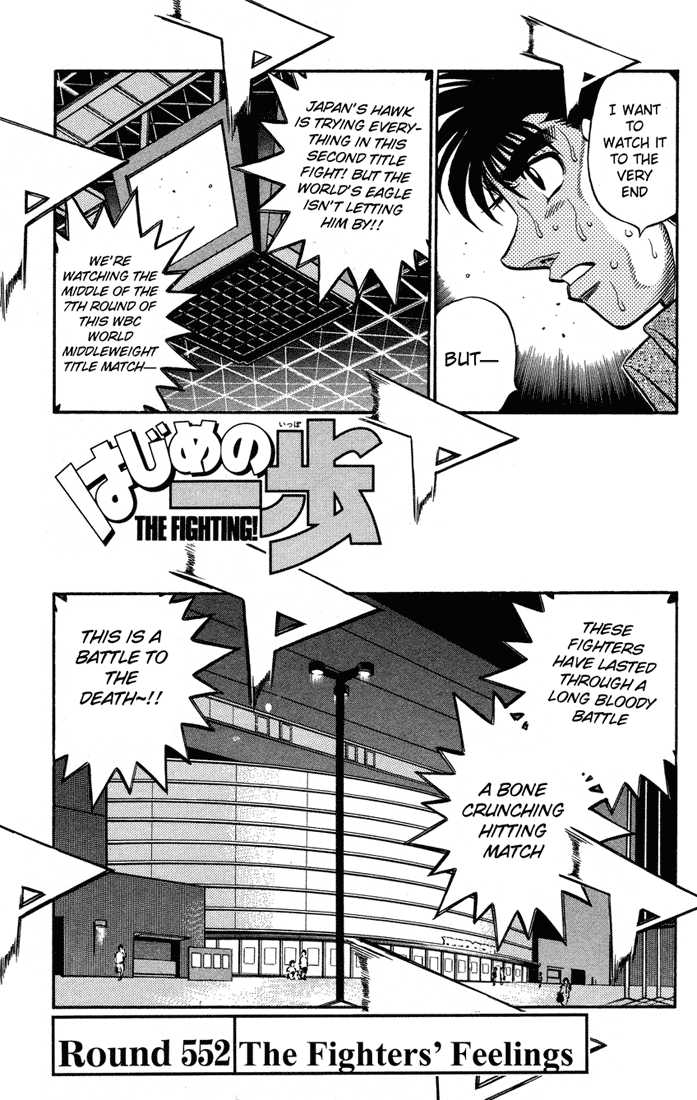 I WANT
TO
WATCH IT
TO THE
VERY
END
BUT—
JAPAN'S HAWK
IS TRYING EVERY-
THING IN THIS
SECOND TITLE
FIGHT! BUT THE
WORLD'S EAGLE
ISN'T LETTING
HIM BY!!
WE'RE
WATCHING THE
MIDDLE OF THE
7TH ROUND OF
THIS WBC
WORLD
MIDDLEWEIGHT
TITLE MATCH—
いっぽ
はじめの一歩
THE FIGHTING!
THESE
FIGHTERS
HAVE LASTED
THROUGH A
LONG BLOODY
BATTLE
A BONE
CRUNCHING
HITTING
MATCH
THIS IS A
BATTLE TO
THE
DEATH~!!
Round 552 The Fighters' Feelings